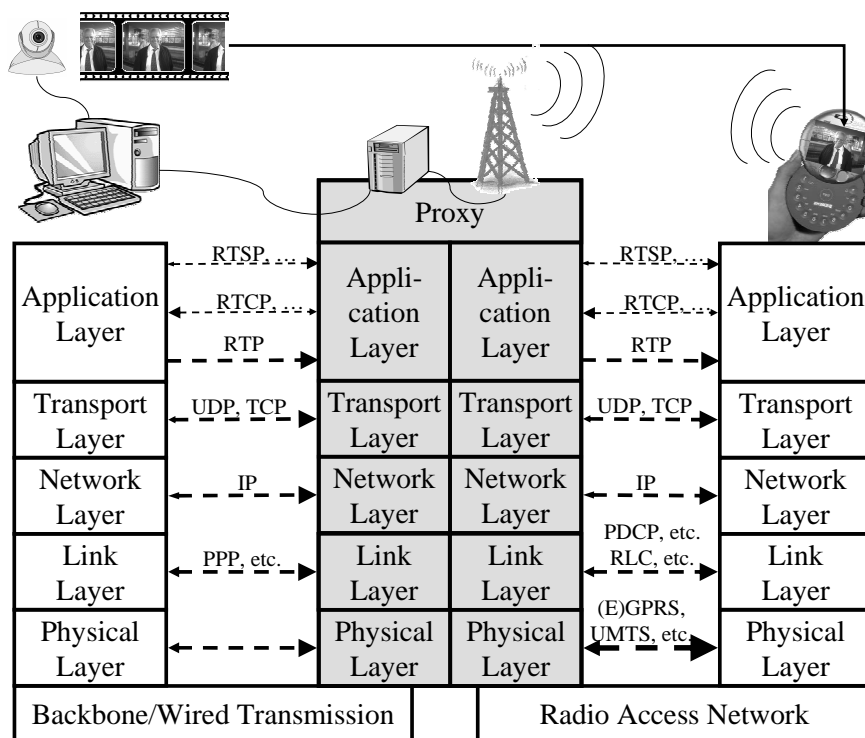 Proxy
RTSP, …
RTSP, …
Application
Layer
Appli-
cation
Layer
Appli-
cation
Layer
Application
Layer
RTCP, …
RTCP, …
RTP
RTP
Transport
Layer
UDP, TCP
Transport
Layer
Transport
Layer
UDP, TCP
Transport
Layer
Network
Layer
IP
Network
Layer
Network
Layer
IP
Network
Layer
Link
Layer
PPP, etc.
Link
Layer
Link
Layer
PDCP, etc.
RLC, etc.
Link
Layer
Physical
Layer
Physical
Layer
Physical
Layer
(E)GPRS,
UMTS, etc.
Physical
Layer
Backbone/Wired Transmission
Radio Access Network